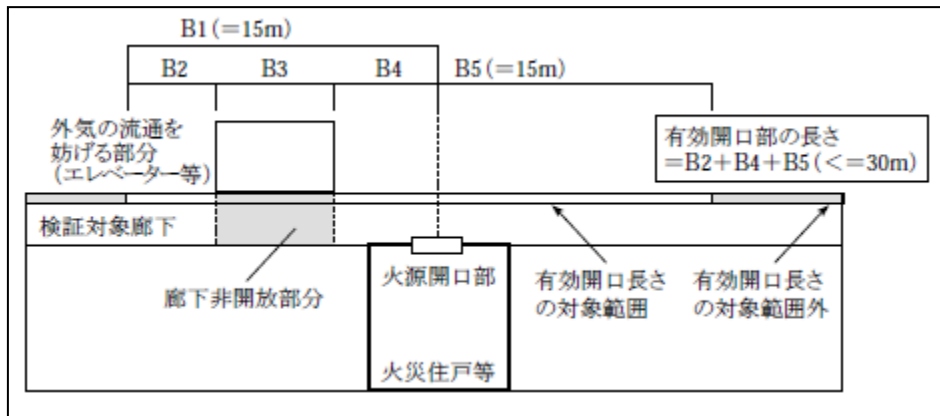 B1(=15m)
B2
B3
B4
B5(=15m)
外気の流通を
妨げる部分
(エレベーター等)
有効開口部の長さ
=B2+B4+B5(<=30m)
検証対象廊下
廊下非開放部分
火源開口部
有効開口長さ
の対象範囲
有効開口長さ
の対象範囲外
火災住戸等